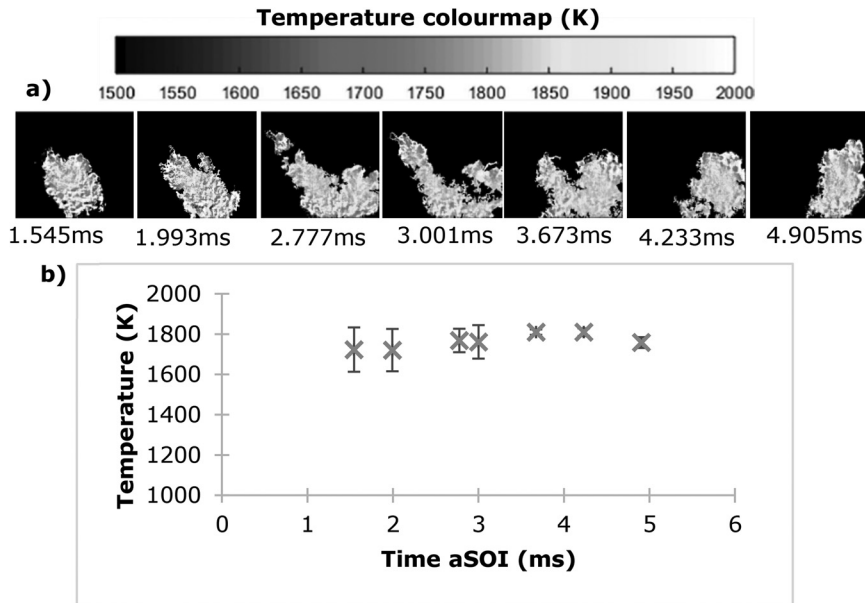 Temperature colourmap (K)
1500 1550 1600 1650 1700 1750 1800 1850 1900 1950 2000
a)
1.545ms 1.993ms 2.777ms 3.001ms 3.673ms 4.233ms 4.905ms
b)
Temperature (K)
2000
1800
1600
1400
1200
1000
0 1 2 3 4 5 6
Time aSOI (ms)